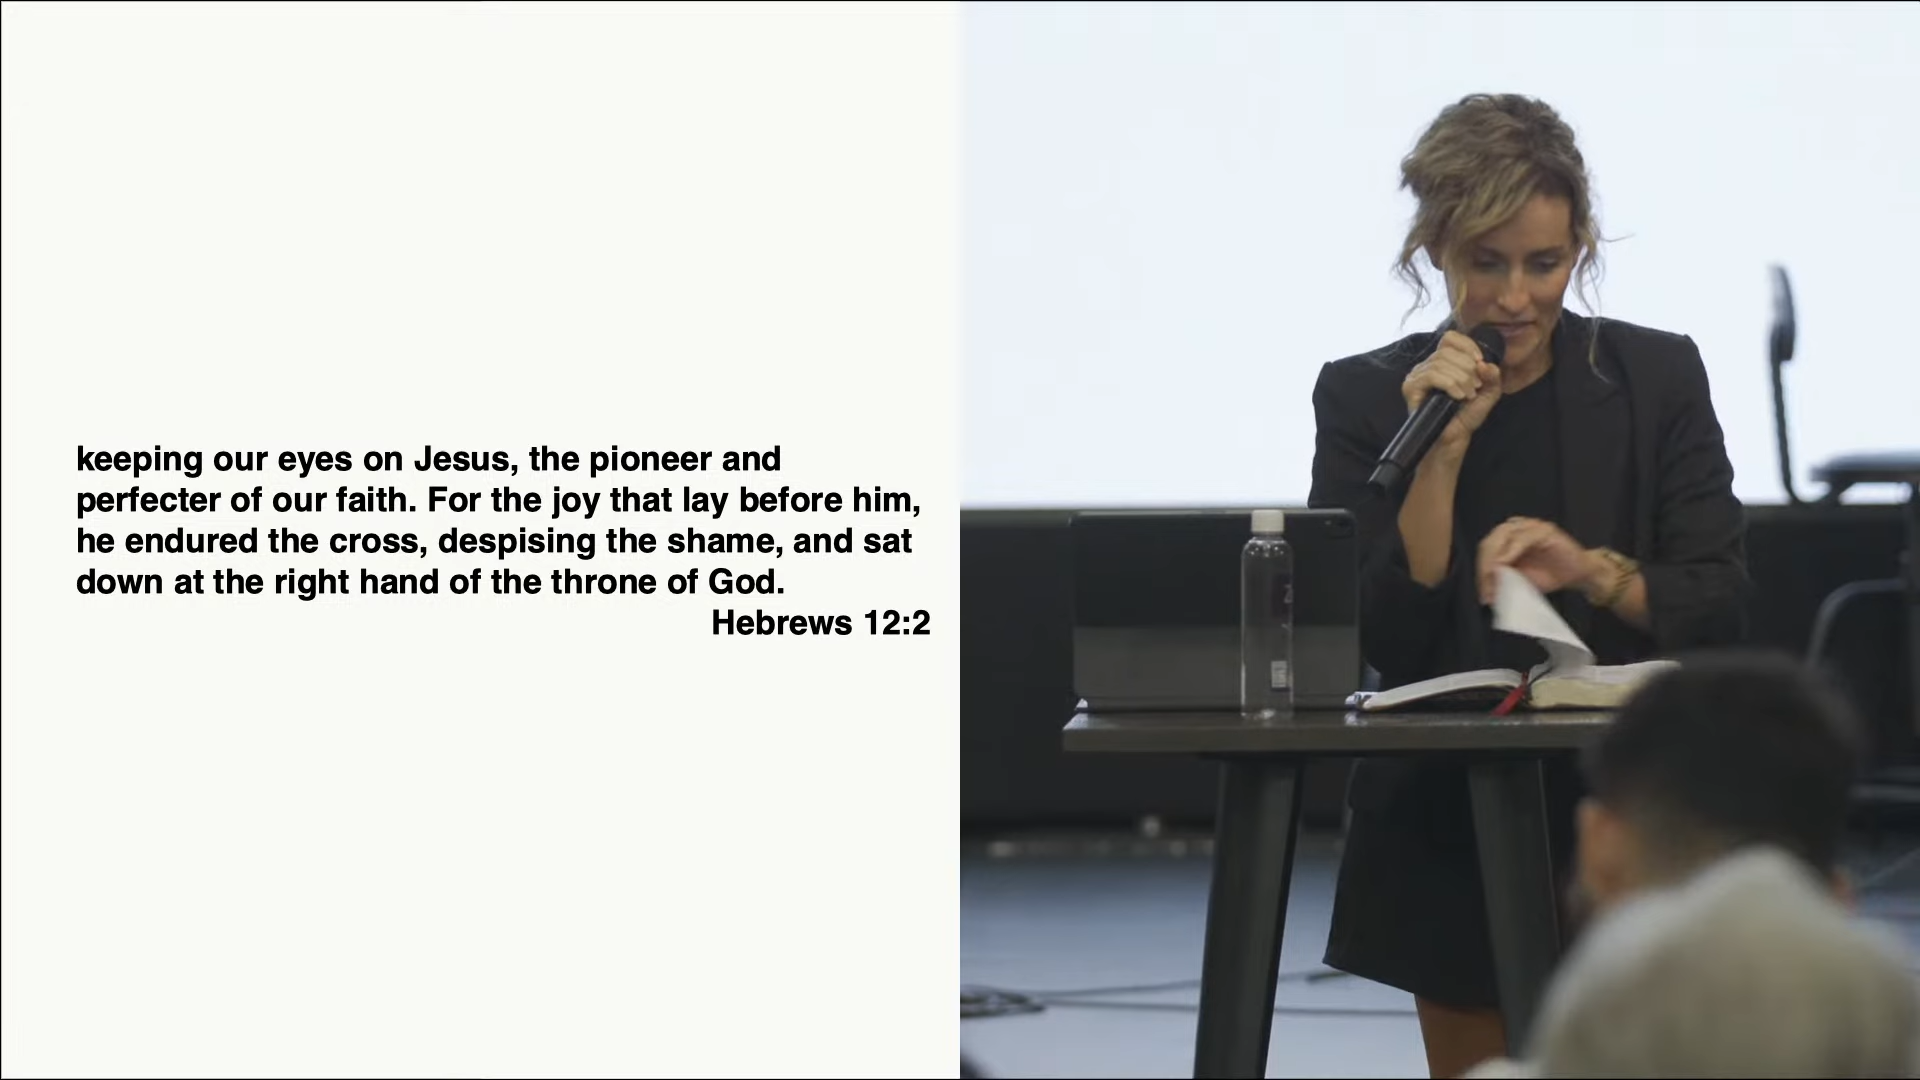 keeping our eyes on Jesus, the pioneer and
perfecter of our faith. For the joy that lay before him,
he endured the cross, despising the shame, and sat
down at the right hand of the throne of God.
Hebrews 12:2